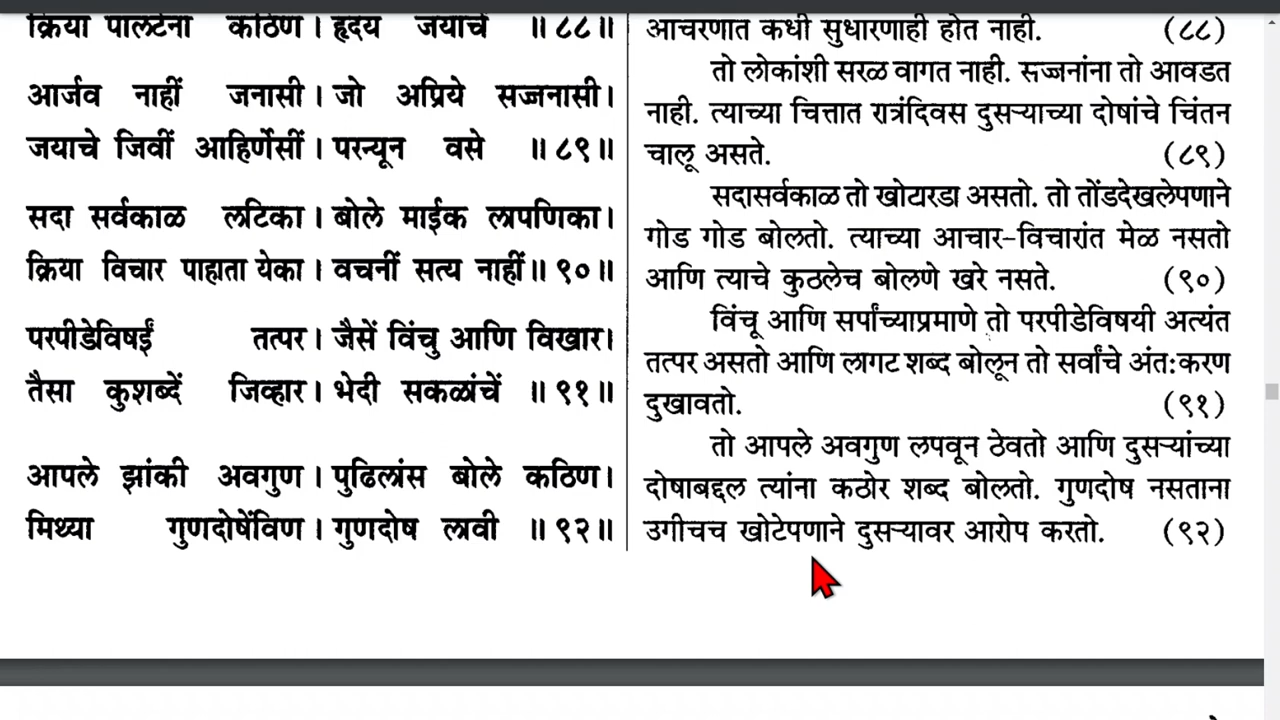 क्रिया पालटेना कठिण । हृदय जयाचे ॥ ८८॥
आर्जव नाहीं जनासी । जो अप्रिये सज्जनासी ।
जयाचे जिवीं आहिर्णेसीं । परन्यून वसे ॥ ८९॥
सदा सर्वकाळ लटिका । बोले माईक लापणिका ।
क्रिया विचार पाहाता येका । वचनीं सत्य नाहीं॥ ९०॥
परपीडेविषईं तत्पर । जैसें विंचु आणि विखार ।
तैसा कुशब्दें जिव्हार । भेदी सकळांचें ॥ ९१॥
आपले झांकी अवगुण । पुढिलांस बोले कठिण ।
मिथ्या गुणदोषेंविण । गुणदोष लावी ॥ ९२॥
आचरणात कधी सुधारणाही होत नाही. (८८)
तो लोकांशी सरळ वागत नाही. सज्जनांना तो आवडत
नाही. त्याच्या चित्तात रात्रंदिवस दुसऱ्याच्या दोषांचे चिंतन
चालू असते. (८९)
सदासर्वकाळ तो खोटारडा असतो. तो तोंडदेखलेपणाने
गोड गोड बोलतो. त्याच्या आचार-विचारांत मेळ नसतो
आणि त्याचे कुठलेच बोलणे खरे नसते. (९०)
विंचू आणि सर्पांच्याप्रमाणे तो परपीडेविषयी अत्यंत
तत्पर असतो आणि लागट शब्द बोलून तो सर्वांचे अंत:करण
दुखावतो. (९१)
तो आपले अवगुण लपवून ठेवतो आणि दुसऱ्यांच्या
दोषाबद्दल त्यांना कठोर शब्द बोलतो. गुणदोष नसताना
उगीचच खोटेपणाने दुसऱ्यावर आरोप करतो. (९२)